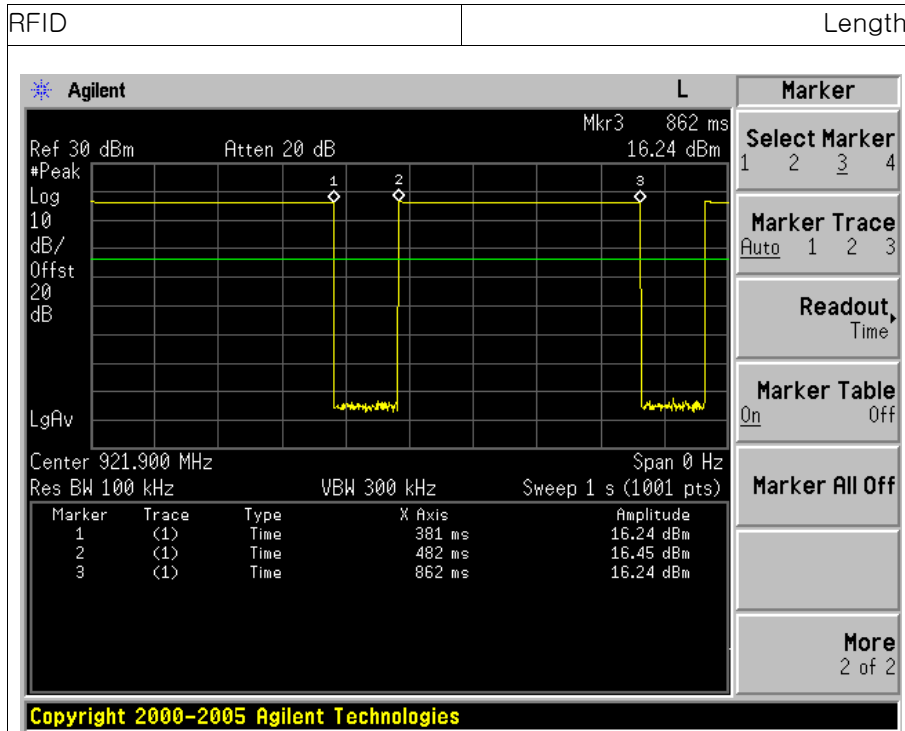 RFID Length
Agilent L
Mkr3 862 ms
Ref 30 dBm Atten 20 dB 16.24 dBm
#Peak
Log
10
dB/
Offst
20
dB
LgAv
1 2 3
Center 921.900 MHz Span 0 Hz
Res BW 100 kHz VBW 300 kHz Sweep 1 s (1001 pts)
Marker Trace Type X Axis Amplitude
1 (1) Time 381 ms 16.24 dBm
2 (1) Time 482 ms 16.45 dBm
3 (1) Time 862 ms 16.24 dBm
Marker
Select Marker
1 2 3 4
Marker Trace
Auto 1 2 3
Readout
Time
Marker Table
On Off
Marker All Off
More
2 of 2
Copyright 2000-2005 Agilent Technologies